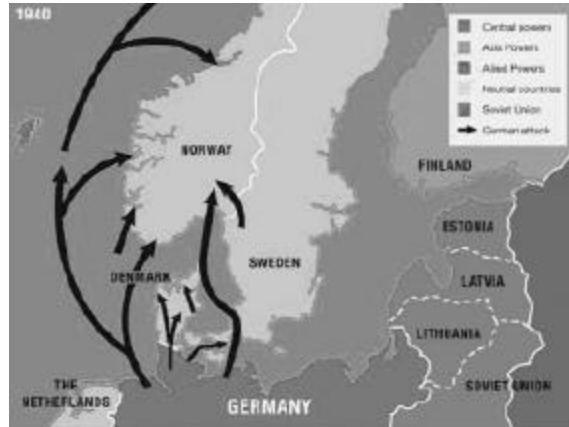 1940
Central powers
Axis Powers
Allied Powers
Neutral countries
Soviet Union
German attack
NORWAY
FINLAND
ESTONIA
DENMARK
SWEDEN
LATVIA
LITHUANIA
THE
NETHERLANDS
SOVIET UNION
GERMANY